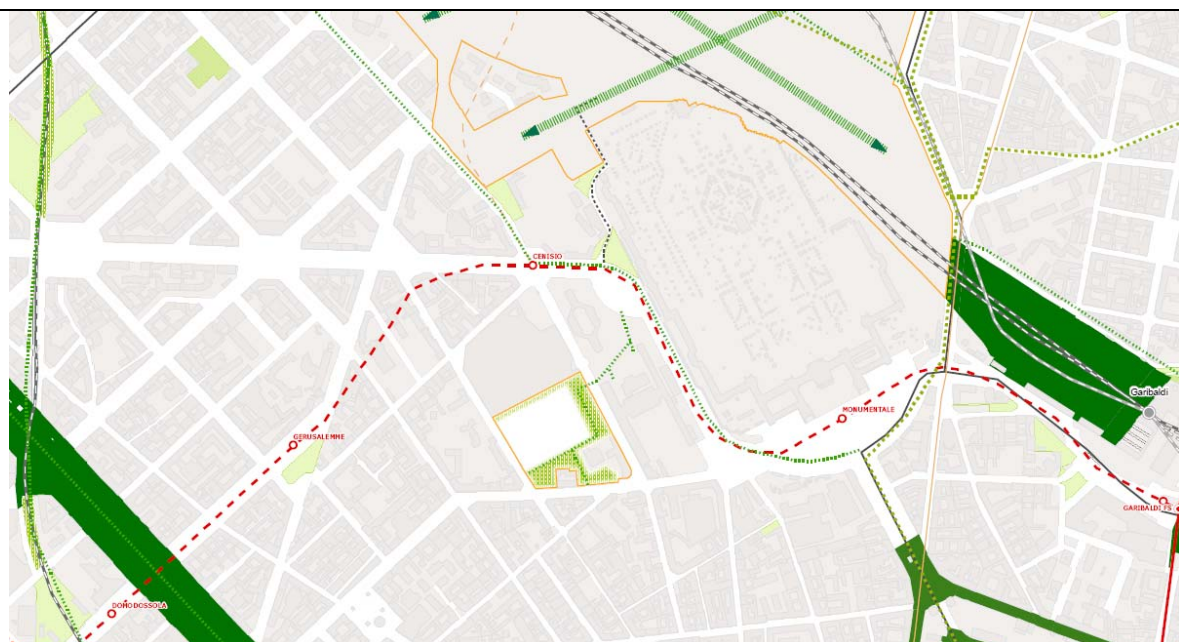 CENISIO
Garibaldi
MONUMENTALE
GERUSALEMME
GARIBALDI FS
DOMODOSSOLA